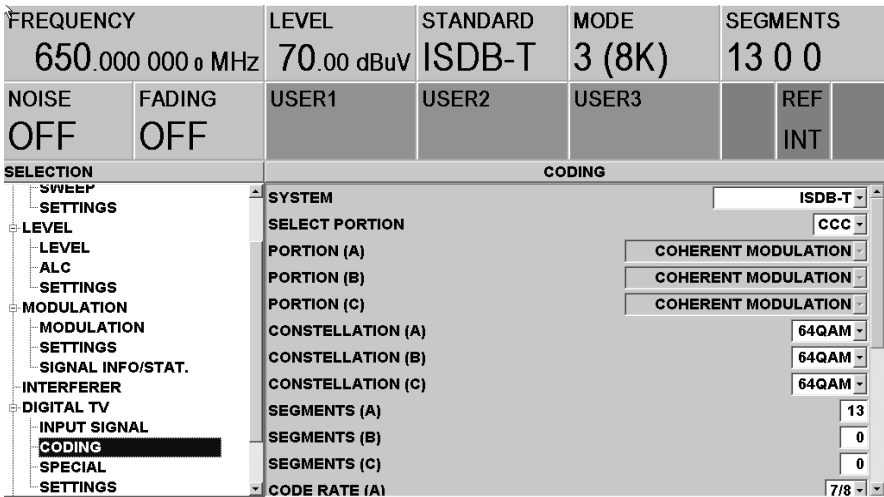 FREQUENCY LEVEL STANDARD MODE SEGMENTS
650.000 000 0 MHz 70.00 dBuV ISDB-T 3 (8K) 13 0 0
NOISE FADING USER1 USER2 USER3 REF
OFF OFF INT
SELECTION CODING
SWEEP
SETTINGS
LEVEL
LEVEL
ALC
SETTINGS
MODULATION
MODULATION
SETTINGS
SIGNAL INFO/STAT.
INTERFERER
DIGITAL TV
INPUT SIGNAL
CODING
SPECIAL
SETTINGS
SYSTEM ISDB-T
SELECT PORTION CCC
PORTION (A) COHERENT MODULATION
PORTION (B) COHERENT MODULATION
PORTION (C) COHERENT MODULATION
CONSTELLATION (A) 64QAM
CONSTELLATION (B) 64QAM
CONSTELLATION (C) 64QAM
SEGMENTS (A) 13
SEGMENTS (B) 0
SEGMENTS (C) 0
CODE RATE (A) 7/8